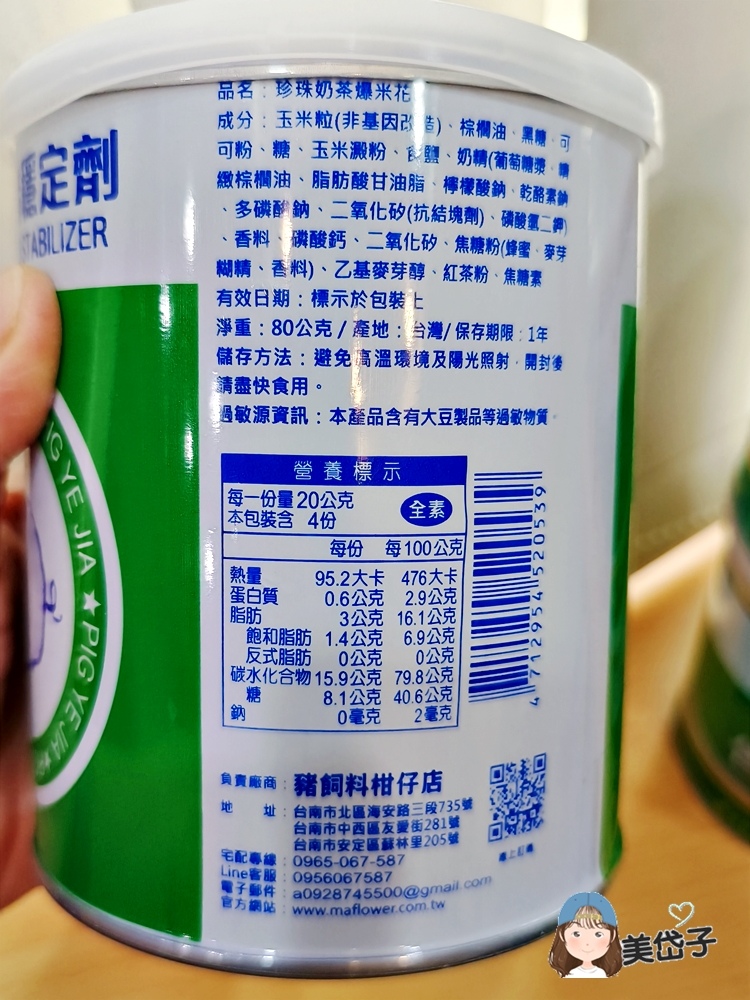 穩定劑
STABILIZER
品名：珍珠奶茶爆米花
成分：玉米粒(非基因改造)、棕櫚油、黑糖、可
可粉、糖、玉米澱粉、食鹽、奶精(葡萄糖漿、精
緻棕櫚油、脂肪酸甘油脂、檸檬酸鈉、乾酪素鈉
、多磷酸鈉、二氧化矽(抗結塊劑)、磷酸氫二鉀)
、香料、磷酸鈣、二氧化矽、焦糖粉(蜂蜜、麥芽
糊精、香料)、乙基麥芽醇、紅茶粉、焦糖素
有效日期：標示於包裝上
淨重：80公克/產地：台灣/保存期限：1年
儲存方法：避免高溫環境及陽光照射，開封後
請盡快食用。
過敏源資訊：本產品含有大豆製品等過敏物質
營養標示
每一份量20公克
本包裝含 4份
全素
每份 每100公克
熱量 95.2大卡 476大卡
蛋白質 0.6公克 2.9公克
脂肪 3公克 16.1公克
飽和脂肪 1.4公克 6.9公克
反式脂肪 0公克 0公克
碳水化合物 15.9公克 79.8公克
糖 8.1公克 40.6公克
鈉 0毫克 2毫克
4 712954 520539
負責廠商：豬飼料柑仔店
地 址：台南市北區海安路三段735號
台南市中西區友愛街281號
台南市安定區蘇林里205號
宅配專線：0965-067-587
Line客服：0956067587
電子郵件：a0928745500@gmail.com
官方網站：www.maflower.com.tw
線上訂購
NG YE JIA ★ PIG YE JIA
美岱子